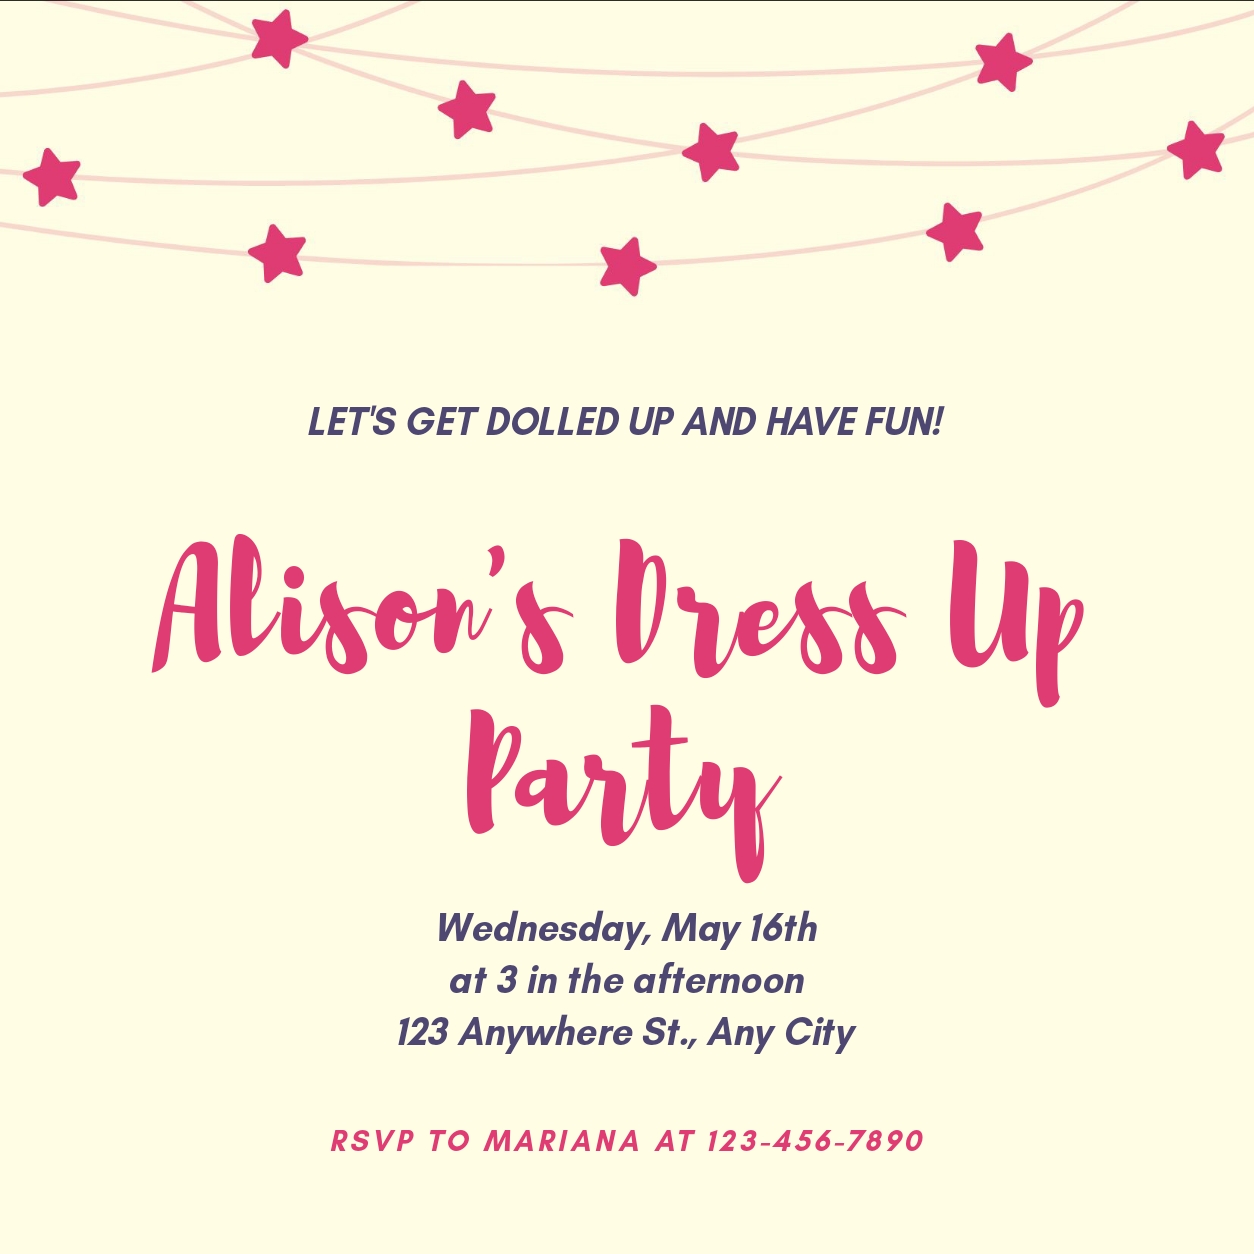 LET'S GET DOLLED UP AND HAVE FUN!
Alison's Dress Up
Party
Wednesday, May 16th
at 3 in the afternoon
123 Anywhere St., Any City
RSVP TO MARIANA AT 123-456-7890